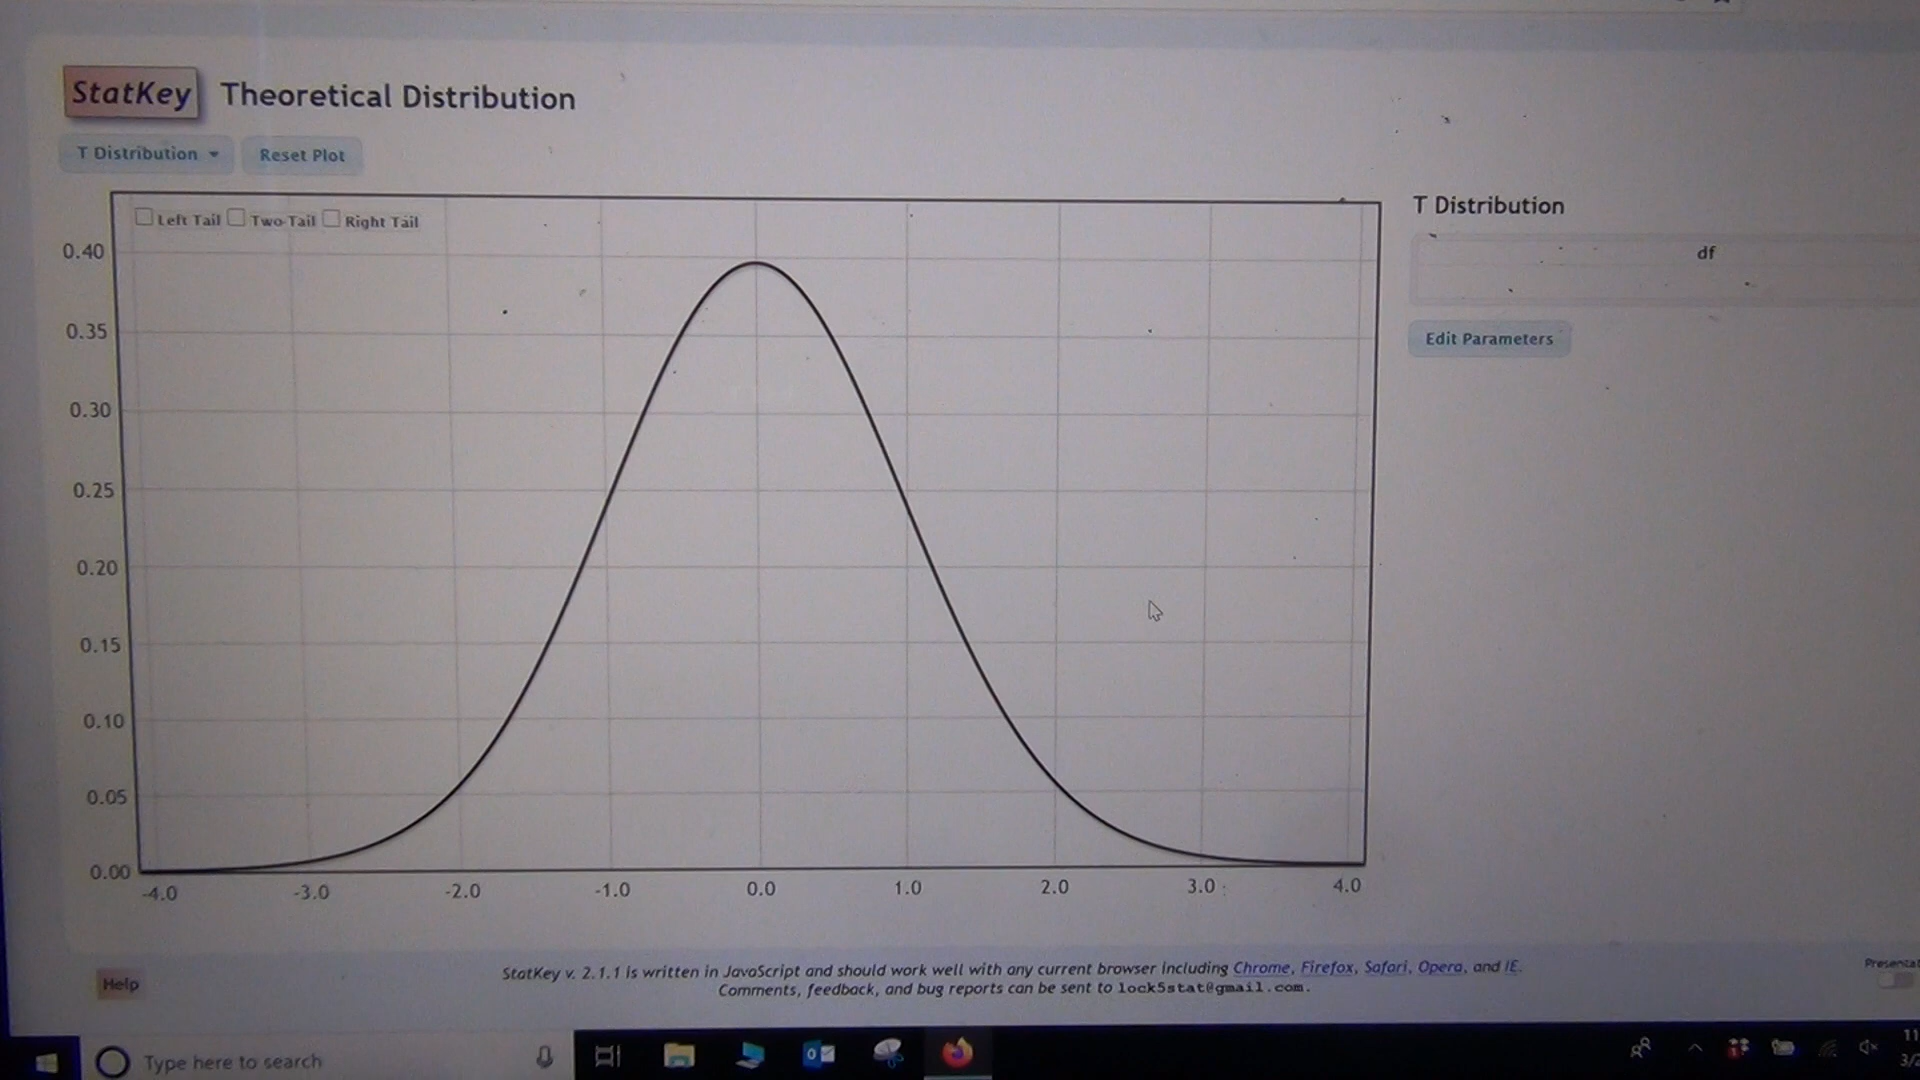 StatKey Theoretical Distribution
T Distribution Reset Plot
Left Tail Two-Tail Right Tail
T Distribution
df
Edit Parameters
0.40
0.35
0.30
0.25
0.20
0.15
0.10
0.05
0.00
-4.0 -3.0 -2.0 -1.0 0.0 1.0 2.0 3.0 4.0
Help
StatKey v. 2.1.1 is written in JavaScript and should work well with any current browser including Chrome, Firefox, Safari, Opera, and IE.
Comments, feedback, and bug reports can be sent to lock5stat@gmail.com.
Type here to search